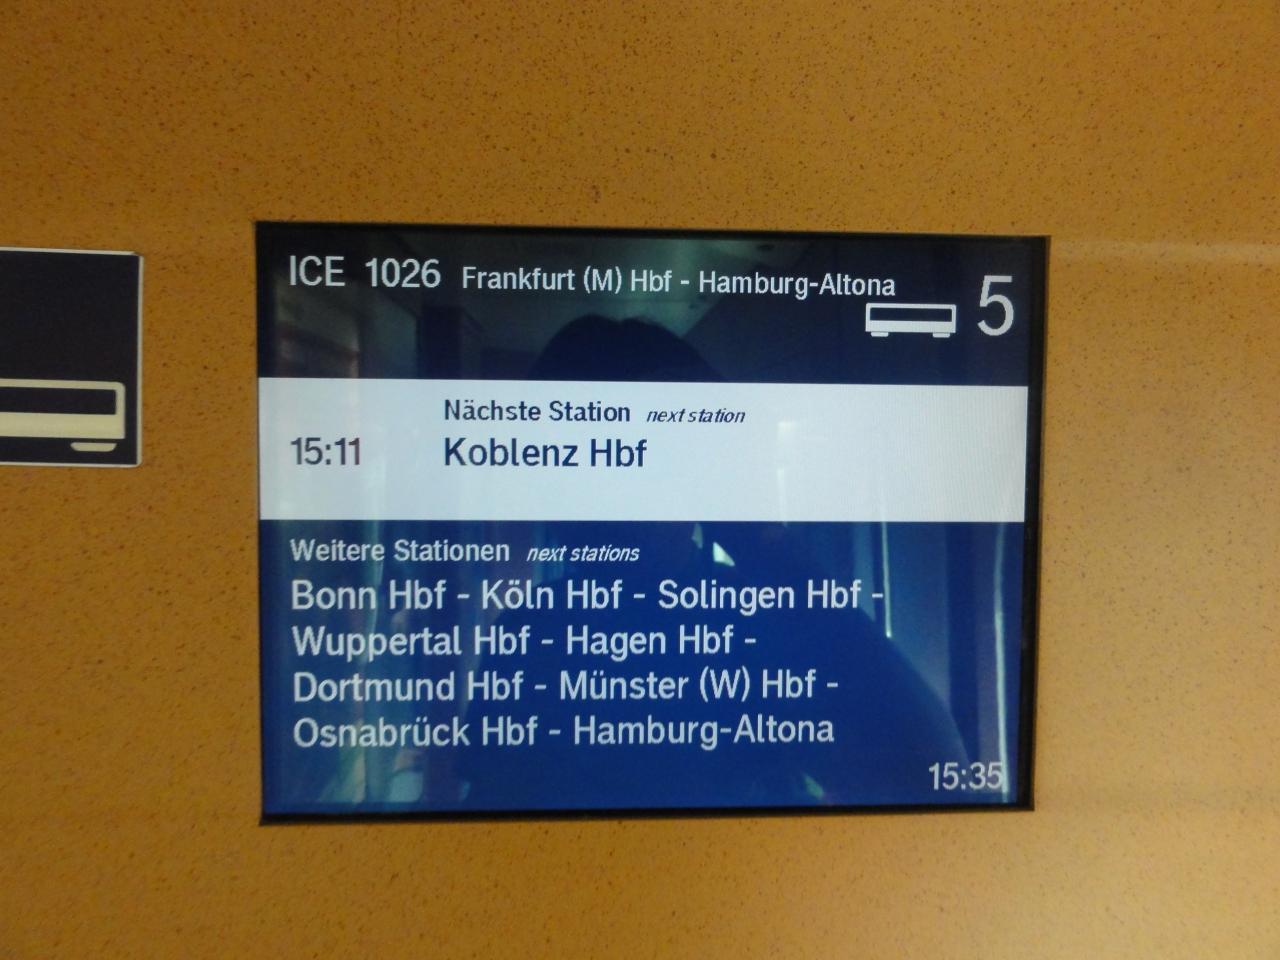 ICE 1026 Frankfurt (M) Hbf - Hamburg-Altona
5
Nächste Station next station
15:11 Koblenz Hbf
Weitere Stationen next stations
Bonn Hbf - Köln Hbf - Solingen Hbf -
Wuppertal Hbf - Hagen Hbf -
Dortmund Hbf - Münster (W) Hbf -
Osnabrück Hbf - Hamburg-Altona
15:35